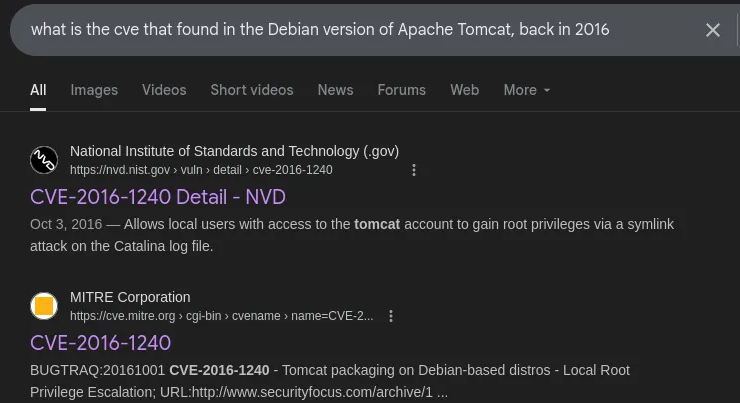 what is the cve that found in the Debian version of Apache Tomcat, back in 2016
All Images Videos Short videos News Forums Web More
National Institute of Standards and Technology (.gov)
https://nvd.nist.gov › vuln › detail › cve-2016-1240
CVE-2016-1240 Detail - NVD
Oct 3, 2016 — Allows local users with access to the tomcat account to gain root privileges via a symlink
attack on the Catalina log file.
MITRE Corporation
https://cve.mitre.org › cgi-bin › cvename › name=CVE-2...
CVE-2016-1240
BUGTRAQ:20161001 CVE-2016-1240 - Tomcat packaging on Debian-based distros - Local Root
Privilege Escalation; URL:http://www.securityfocus.com/archive/1 ...